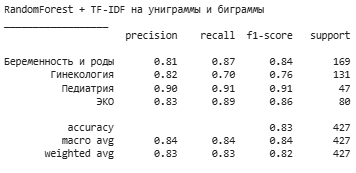 RandomForest + TF-IDF на униграммы и биграммы
precision recall f1-score support
Беременность и роды 0.81 0.87 0.84 169
Гинекология 0.82 0.70 0.76 131
Педиатрия 0.90 0.91 0.91 47
ЭКО 0.83 0.89 0.86 80
accuracy 0.83 427
macro avg 0.84 0.84 0.84 427
weighted avg 0.83 0.83 0.82 427